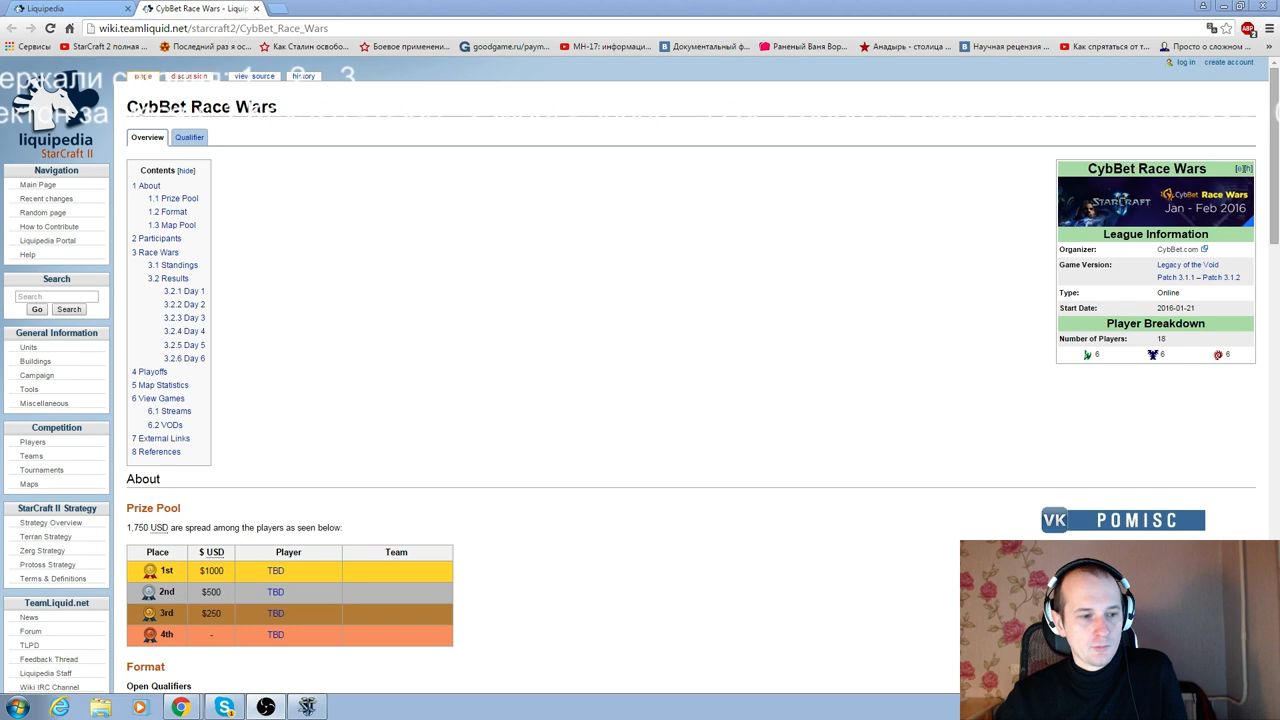 Liquipedia
CybBet Race Wars - Liquip
wiki.teamliquid.net/starcraft2/CybBet_Race_Wars
Сервисы
StarCraft 2 полная
Последний раз я ос
Как Сталин освобо
Боевое применени
goodgame.ru/paym
МН-17: информаци
Документальный ф
Раненый Ваня Вор
Анадырь - столица
Научная рецензия
Как спрятаться от т
Просто о сложном
log in
create account
page
discussion
view source
history
liquipedia
StarCraft II
CybBet Race Wars
Overview
Qualifier
Navigation
Main Page
Recent changes
Random page
How to Contribute
Liquipedia Portal
Help
Search
Search
Go
Search
General Information
Units
Buildings
Campaign
Tools
Miscellaneous
Competition
Players
Teams
Tournaments
Maps
StarCraft II Strategy
Strategy Overview
Terran Strategy
Zerg Strategy
Protoss Strategy
Terms & Definitions
TeamLiquid.net
News
Forum
TLPD
Feedback Thread
Liquipedia Staff
Wiki IRC Channel
Contents [hide]
1 About
1.1 Prize Pool
1.2 Format
1.3 Map Pool
2 Participants
3 Race Wars
3.1 Standings
3.2 Results
3.2.1 Day 1
3.2.2 Day 2
3.2.3 Day 3
3.2.4 Day 4
3.2.5 Day 5
3.2.6 Day 6
4 Playoffs
5 Map Statistics
6 View Games
6.1 Streams
6.2 VODs
7 External Links
8 References
CybBet Race Wars [e][h]
STARCRAFT
CybBet Race Wars
Jan - Feb 2016
League Information
Organizer: CybBet.com
Game Version: Legacy of the Void
Patch 3.1.1 – Patch 3.1.2
Type: Online
Start Date: 2016-01-21
Player Breakdown
Number of Players: 18
6 6 6
About
Prize Pool
1,750 USD are spread among the players as seen below:
Place $ USD Player Team
1st $1000 TBD
2nd $500 TBD
3rd $250 TBD
4th - TBD
Format
Open Qualifiers
VK POMISC